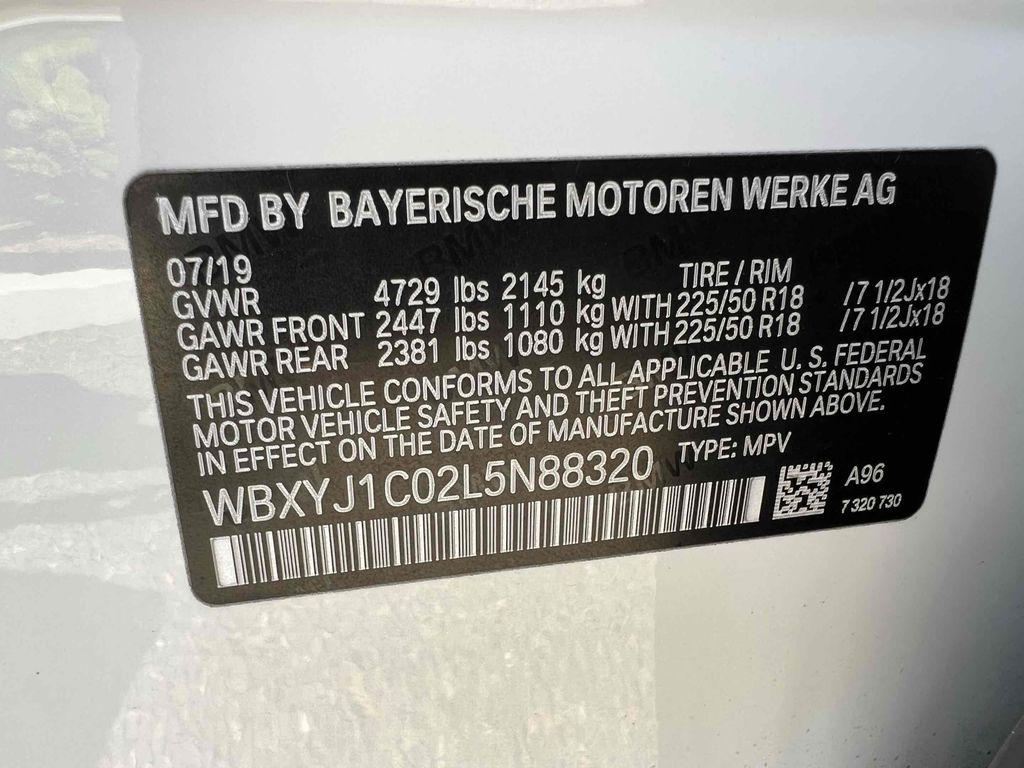 MFD BY BAYERISCHE MOTOREN WERKE AG
07/19 TIRE / RIM
GVWR 4729 lbs 2145 kg
GAWR FRONT 2447 lbs 1110 kg WITH 225/50 R18 /7 1/2Jx18
GAWR REAR 2381 lbs 1080 kg WITH 225/50 R18 /7 1/2Jx18
THIS VEHICLE CONFORMS TO ALL APPLICABLE U. S. FEDERAL
MOTOR VEHICLE SAFETY AND THEFT PREVENTION STANDARDS
IN EFFECT ON THE DATE OF MANUFACTURE SHOWN ABOVE.
WBXYJ1C02L5N88320 TYPE: MPV
A96
7 320 730